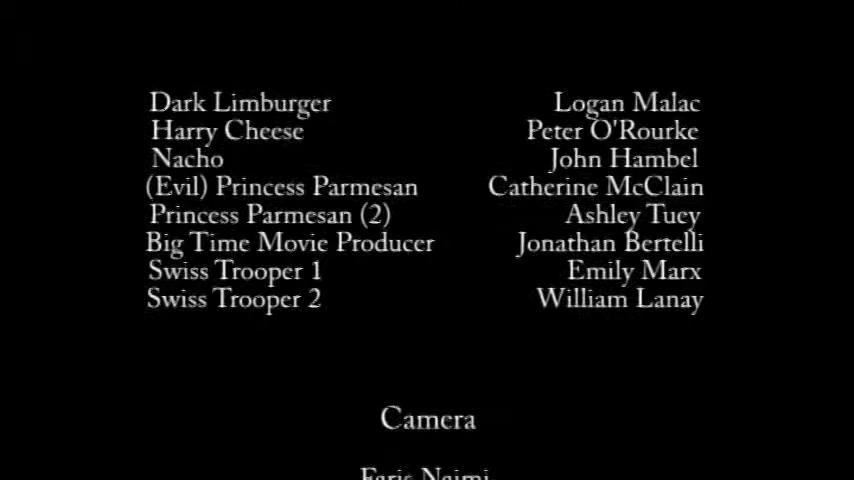 Dark Limburger Logan Malac
Harry Cheese Peter O'Rourke
Nacho John Hambel
(Evil) Princess Parmesan Catherine McClain
Princess Parmesan (2) Ashley Tuey
Big Time Movie Producer Jonathan Bertelli
Swiss Trooper 1 Emily Marx
Swiss Trooper 2 William Lanay
Camera
Faris Naimi